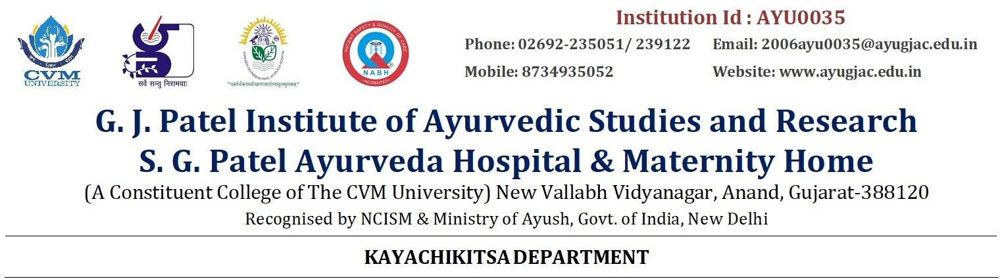 CVM
UNIVERSITY
सर्वे सन्तु निरामयाः
"धर्मार्थकाममोक्षाणामारोग्यमूलमुत्तमम्"
PATIENT SAFETY & QUALITY OF CARE
NABH
ACCREDITED
Institution Id : AYU0035
Phone: 02692-235051/ 239122 Email: 2006ayu0035@ayugjac.edu.in
Mobile: 8734935052 Website: www.ayugjac.edu.in
G. J. Patel Institute of Ayurvedic Studies and Research
S. G. Patel Ayurveda Hospital & Maternity Home
(A Constituent College of The CVM University) New Vallabh Vidyanagar, Anand, Gujarat-388120
Recognised by NCISM & Ministry of Ayush, Govt. of India, New Delhi
KAYACHIKITSA DEPARTMENT